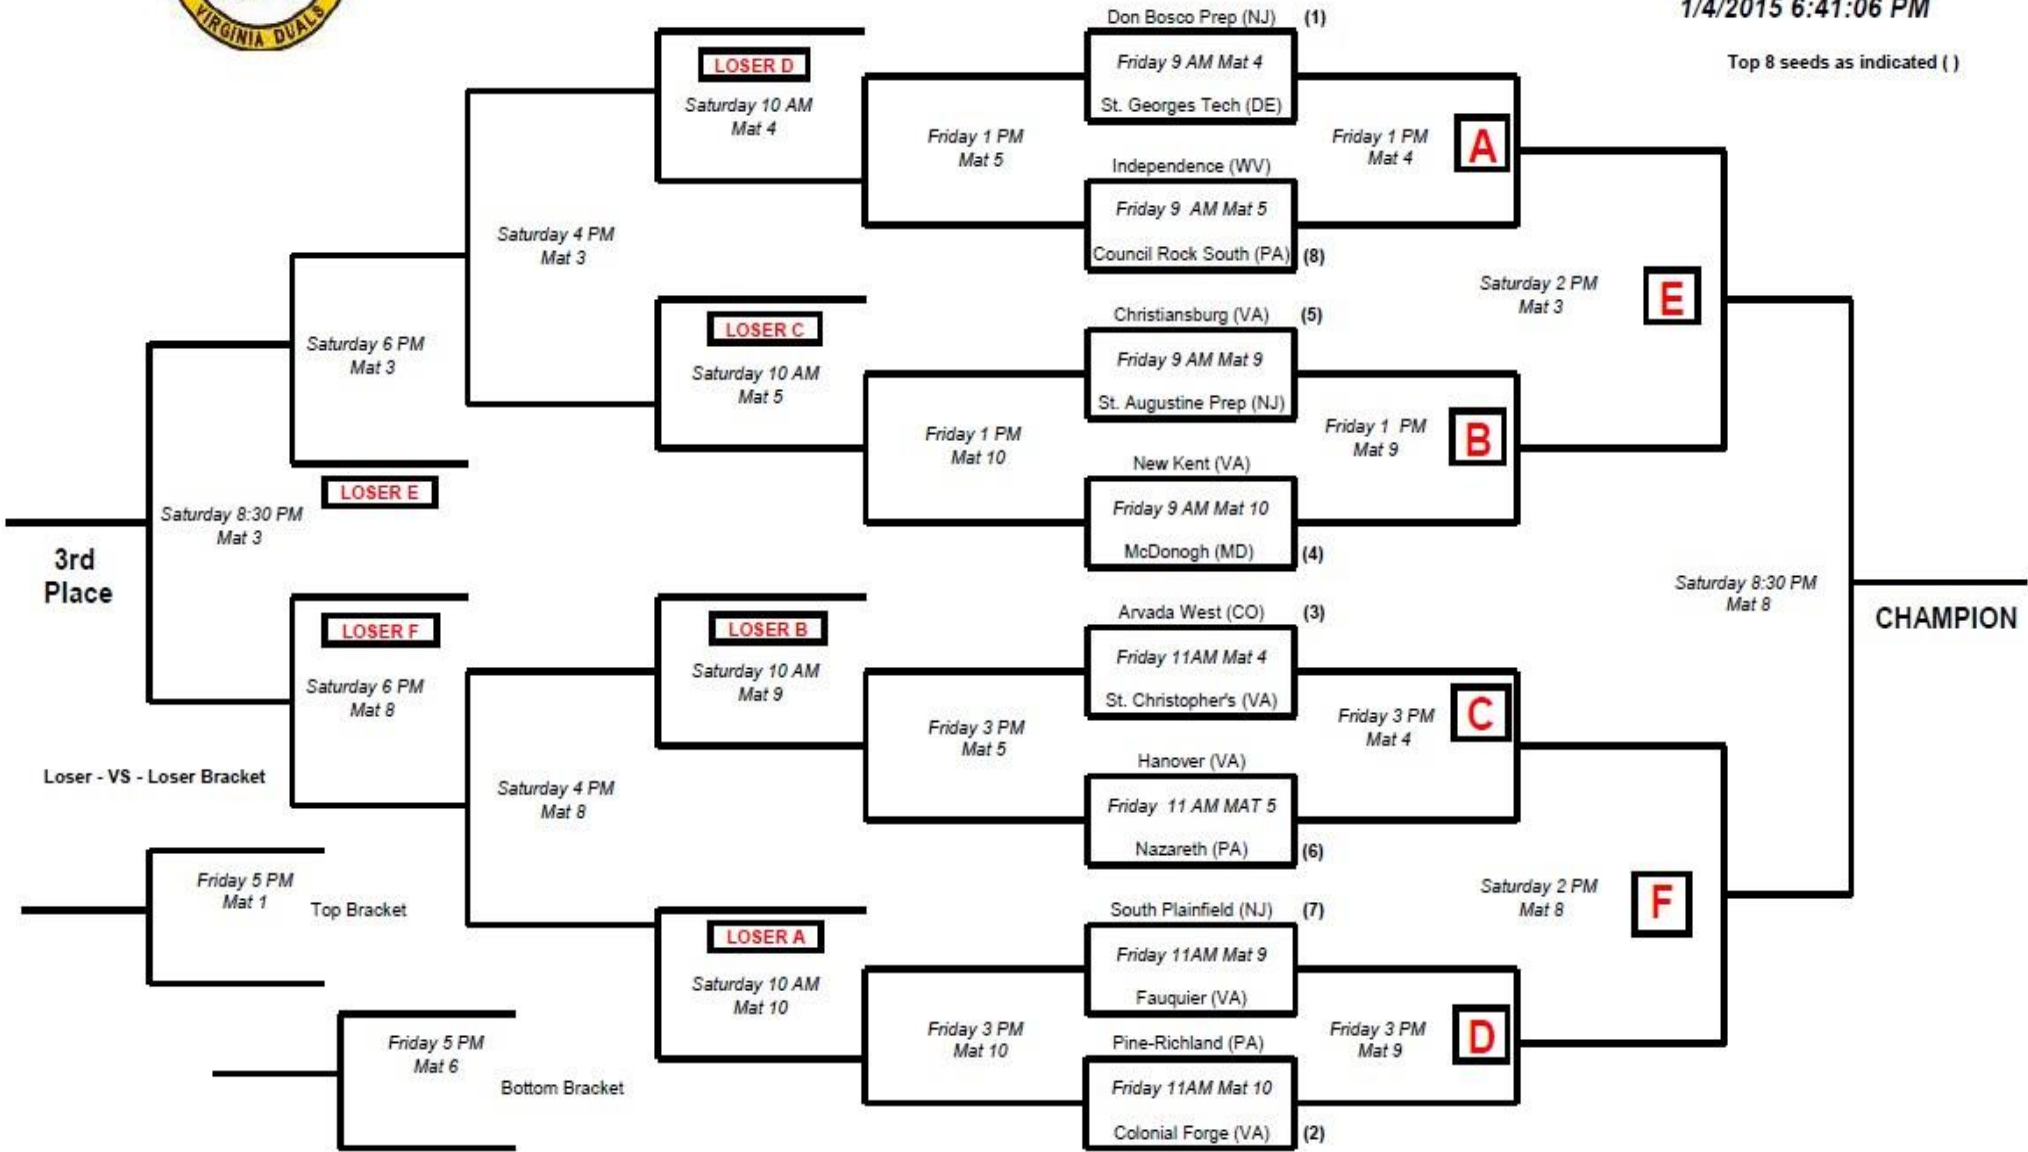 VIRGINIA DUALS
1/4/2015 6:41:06 PM
Top 8 seeds as indicated ( )
Don Bosco Prep (NJ) (1)
Friday 9 AM Mat 4
St. Georges Tech (DE)
Independence (WV)
Friday 9 AM Mat 5
Council Rock South (PA) (8)
Christiansburg (VA) (5)
Friday 9 AM Mat 9
St. Augustine Prep (NJ)
New Kent (VA)
Friday 9 AM Mat 10
McDonogh (MD) (4)
Arvada West (CO) (3)
Friday 11AM Mat 4
St. Christopher's (VA)
Hanover (VA)
Friday 11 AM MAT 5
Nazareth (PA) (6)
South Plainfield (NJ) (7)
Friday 11AM Mat 9
Fauquier (VA)
Pine-Richland (PA)
Friday 11AM Mat 10
Colonial Forge (VA) (2)
Friday 1 PM
Mat 4
A
Friday 1 PM
Mat 9
B
Friday 3 PM
Mat 4
C
Friday 3 PM
Mat 9
D
Saturday 2 PM
Mat 3
E
Saturday 2 PM
Mat 8
F
Saturday 8:30 PM
Mat 8
CHAMPION
Friday 1 PM
Mat 5
Friday 1 PM
Mat 10
Friday 3 PM
Mat 5
Friday 3 PM
Mat 10
LOSER D
Saturday 10 AM
Mat 4
LOSER C
Saturday 10 AM
Mat 5
LOSER B
Saturday 10 AM
Mat 9
LOSER A
Saturday 10 AM
Mat 10
Saturday 4 PM
Mat 3
Saturday 4 PM
Mat 8
Saturday 6 PM
Mat 3
LOSER E
LOSER F
Saturday 6 PM
Mat 8
Saturday 8:30 PM
Mat 3
3rd
Place
Loser - VS - Loser Bracket
Friday 5 PM
Mat 1
Top Bracket
Friday 5 PM
Mat 6
Bottom Bracket